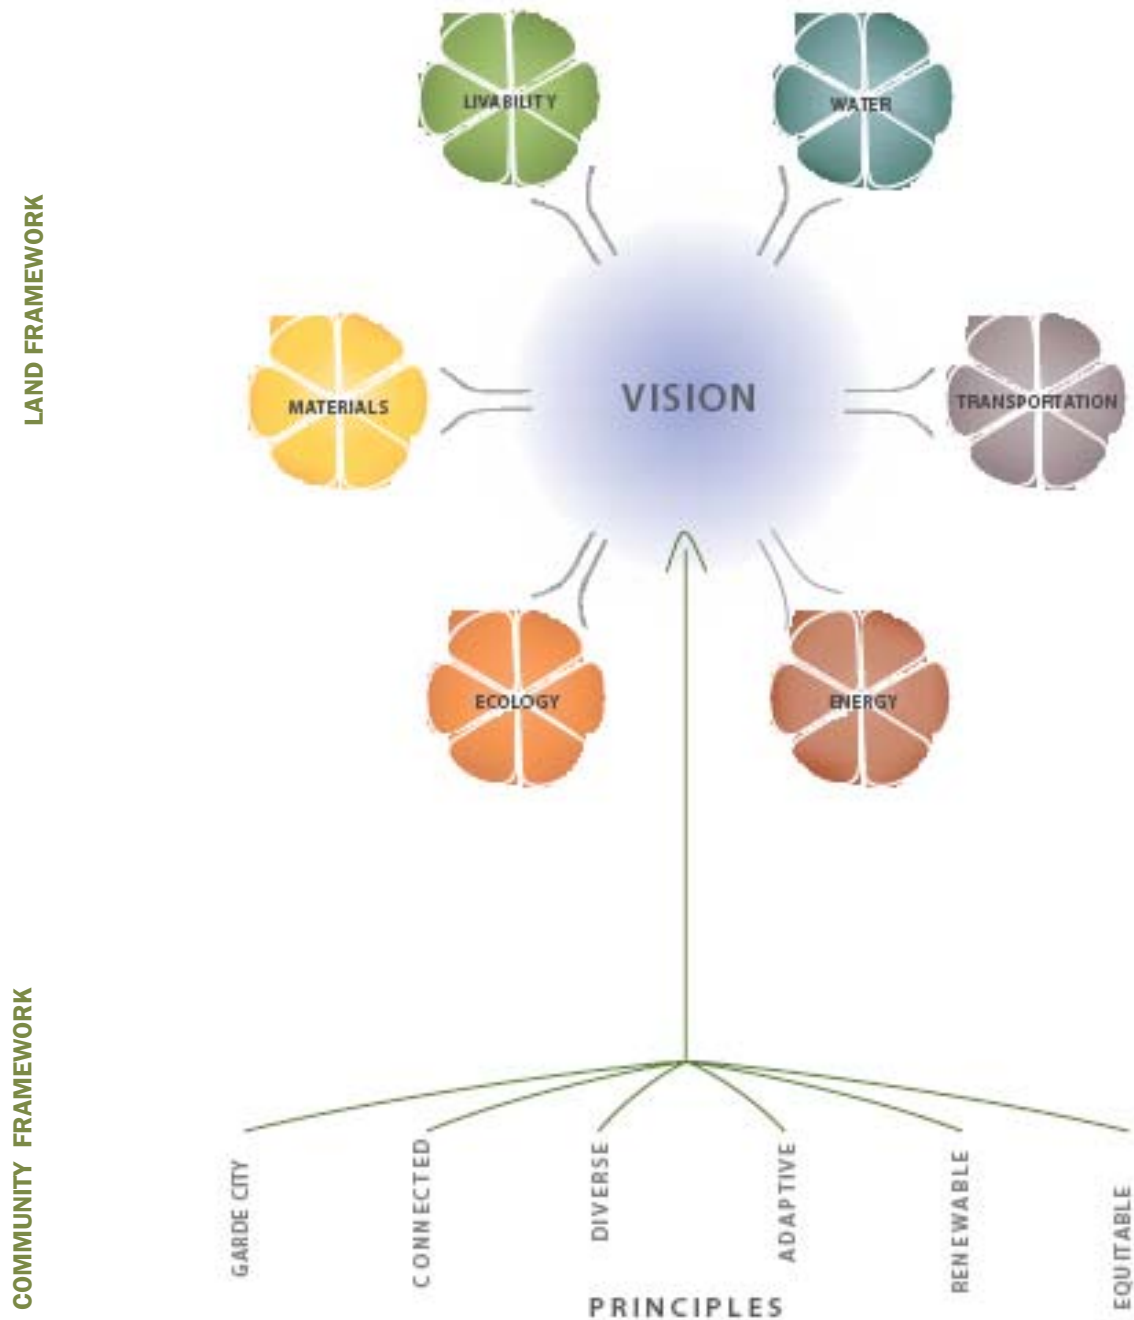 LIVABILITY
WATER
LAND FRAMEWORK
MATERIALS
VISION
TRANSPORTATION
ECOLOGY
ENERGY
COMMUNITY FRAMEWORK
GARDE CITY
CONNECTED
DIVERSE
ADAPTIVE
RENEWABLE
EQUITABLE
PRINCIPLES